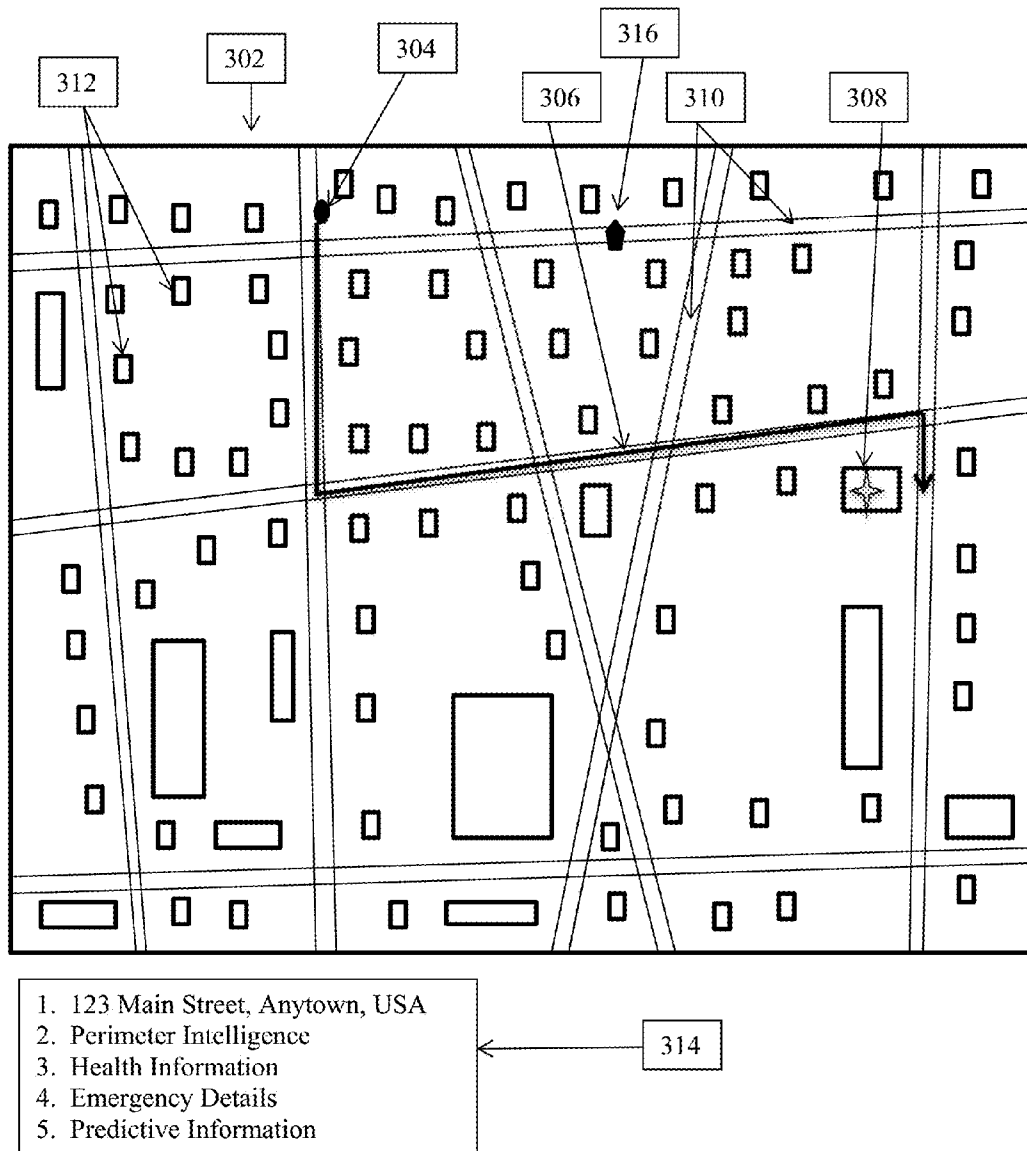 316
304
302
312
306
310
308
1. 123 Main Street, Anytown, USA
2. Perimeter Intelligence
3. Health Information
4. Emergency Details
5. Predictive Information
314